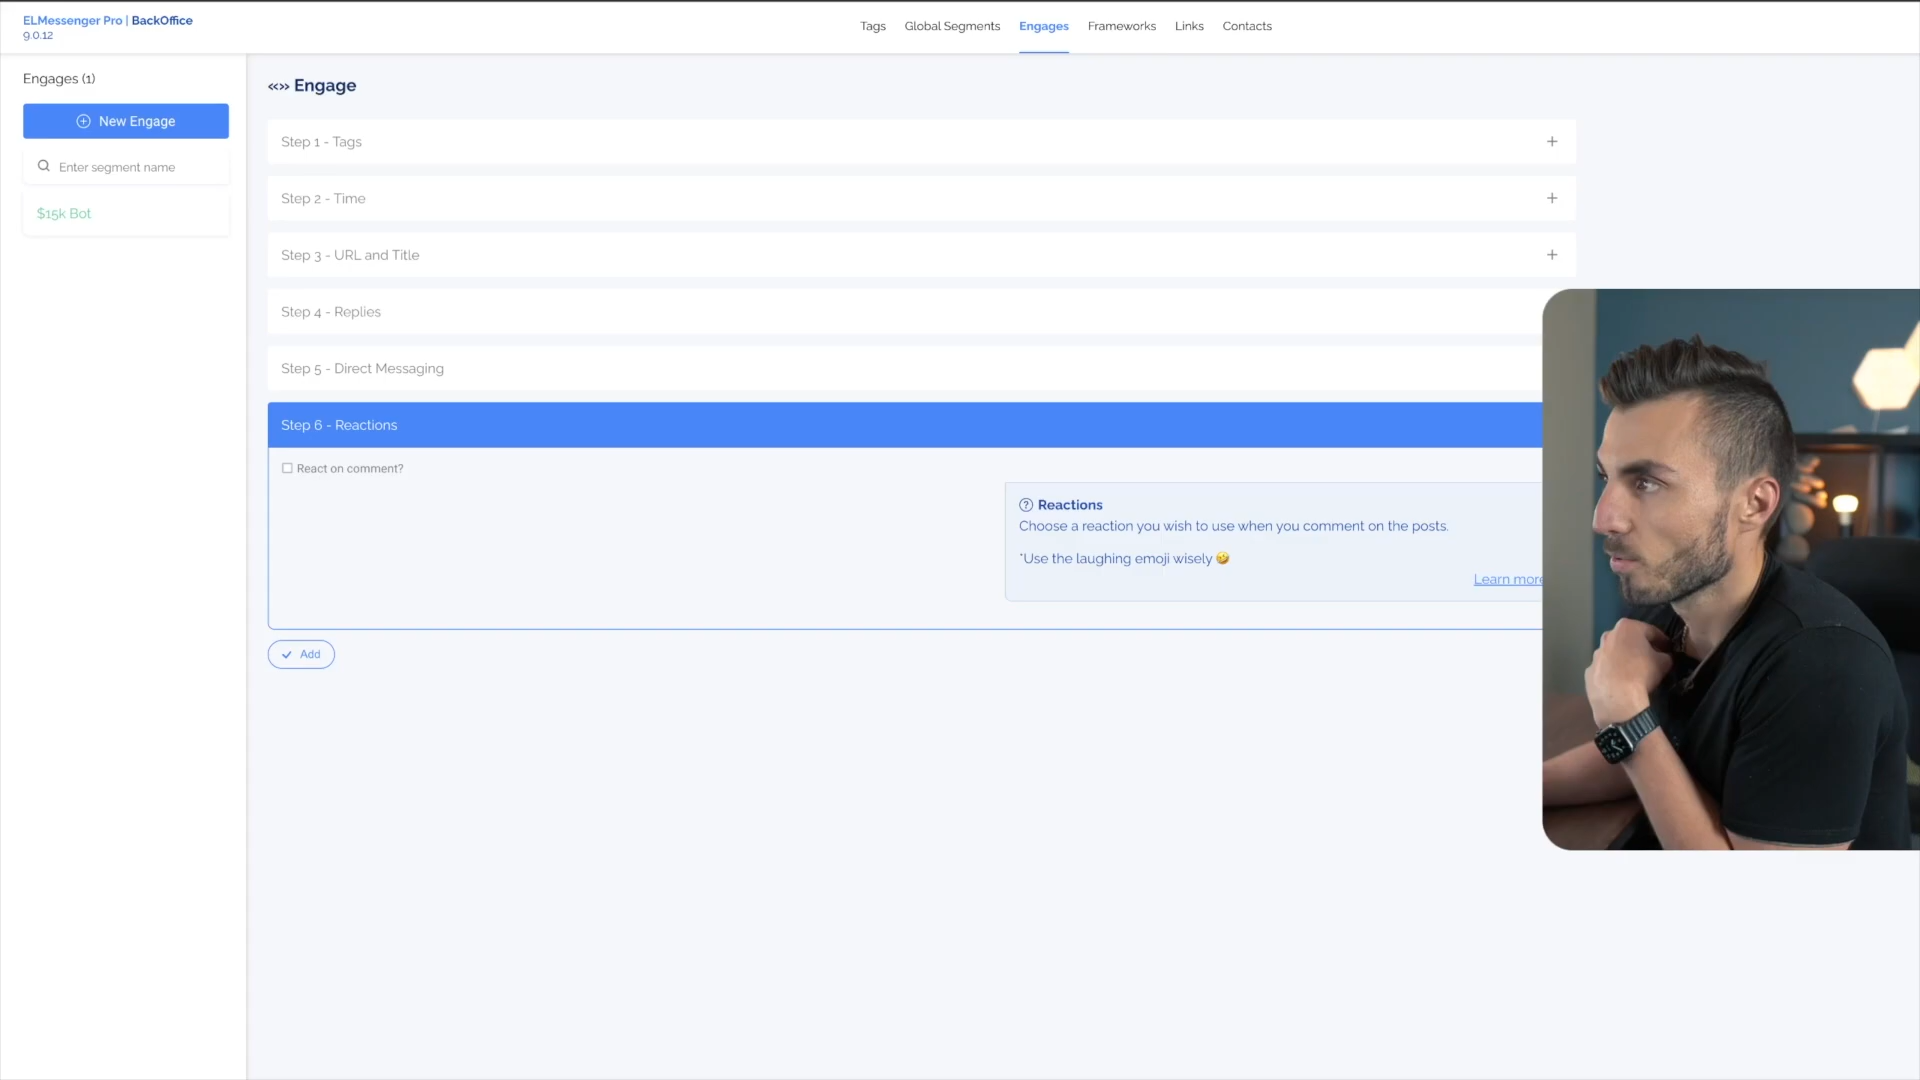 ELMessenger Pro | BackOffice
9.0.12
Tags Global Segments Engages Frameworks Links Contacts
Engages (1)
New Engage
Enter segment name
$15k Bot
«» Engage
Step 1 - Tags
Step 2 - Time
Step 3 - URL and Title
Step 4 - Replies
Step 5 - Direct Messaging
Step 6 - Reactions
React on comment?
Reactions
Choose a reaction you wish to use when you comment on the posts.
*Use the laughing emoji wisely 🤣
Learn more
Add